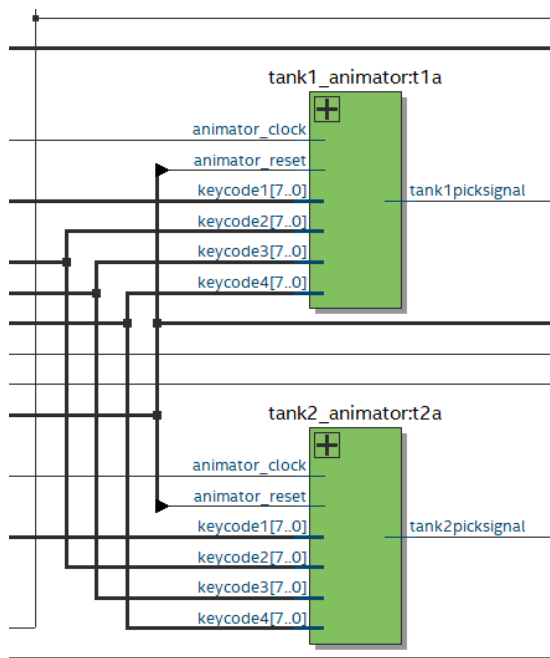 tank1_animator:t1a
animator_clock
animator_reset
keycode1[7..0]
keycode2[7..0]
keycode3[7..0]
keycode4[7..0]
tank1picksignal
tank2_animator:t2a
animator_clock
animator_reset
keycode1[7..0]
keycode2[7..0]
keycode3[7..0]
keycode4[7..0]
tank2picksignal